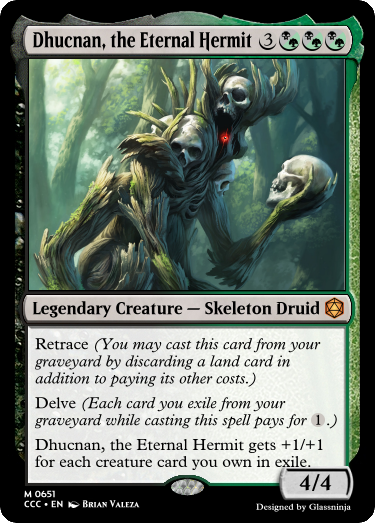 Dhucnan, the Eternal Hermit 3
Legendary Creature — Skeleton Druid
Retrace (You may cast this card from your
graveyard by discarding a land card in
addition to paying its other costs.)
Delve (Each card you exile from your
graveyard while casting this spell pays for 1.)
Dhucnan, the Eternal Hermit gets +1/+1
for each creature card you own in exile.
4/4
M 0651
CCC • EN Brian Valeza
Designed by Glassninja